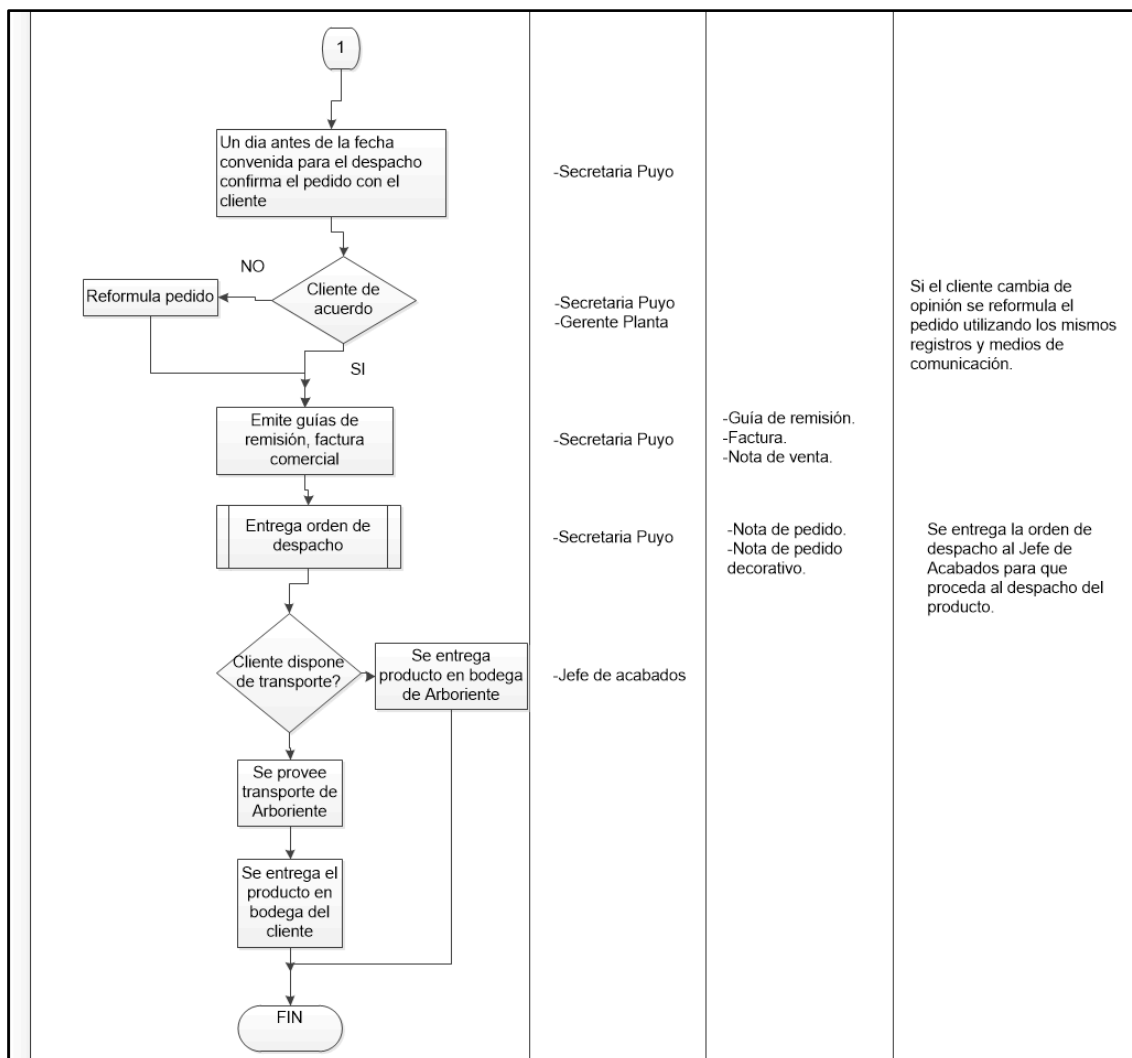 1
Un dia antes de la fecha
convenida para el despacho
confirma el pedido con el
cliente
-Secretaria Puyo
NO
Reformula pedido
Cliente de
acuerdo
-Secretaria Puyo
-Gerente Planta
Si el cliente cambia de
opinión se reformula el
pedido utilizando los mismos
registros y medios de
comunicación.
SI
Emite guías de
remisión, factura
comercial
-Secretaria Puyo
-Guía de remisión.
-Factura.
-Nota de venta.
Entrega orden de
despacho
-Secretaria Puyo
-Nota de pedido.
-Nota de pedido
decorativo.
Se entrega la orden de
despacho al Jefe de
Acabados para que
proceda al despacho del
producto.
Cliente dispone
de transporte?
Se entrega
producto en bodega
de Arboriente
-Jefe de acabados
Se provee
transporte de
Arboriente
Se entrega el
producto en
bodega del
cliente
FIN